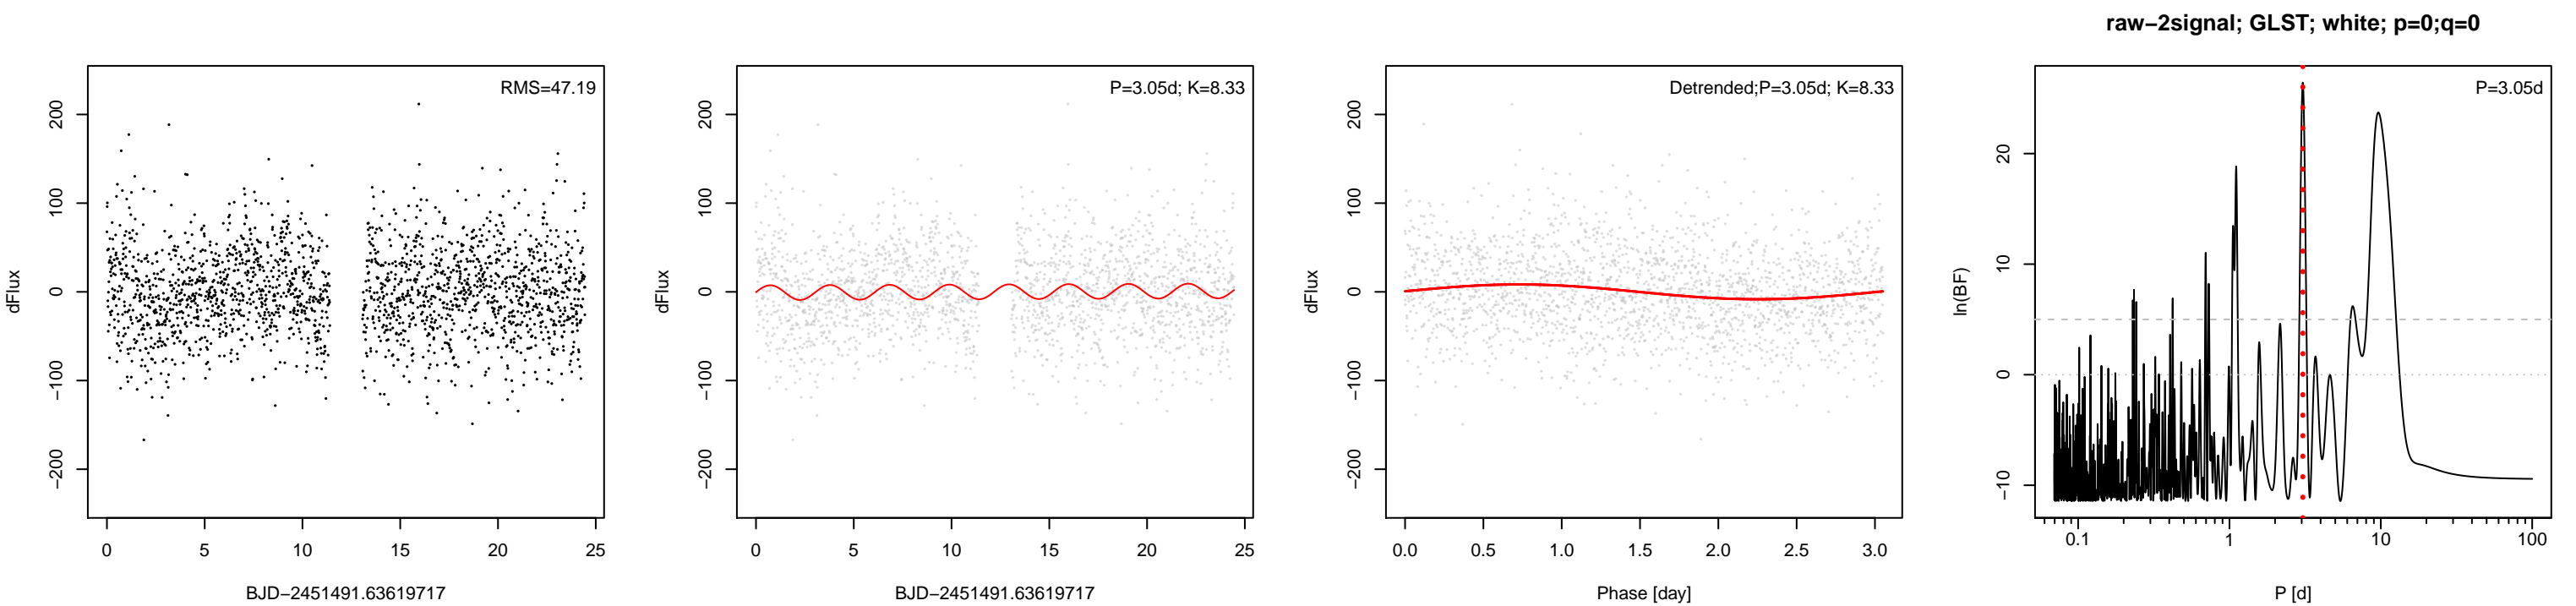 raw−2signal; GLST; white; p=0;q=0
RMS=47.19
dFlux
200
100
0
−100
−200
0 5 10 15 20 25
BJD−2451491.63619717
P=3.05d; K=8.33
dFlux
200
100
0
−100
−200
0 5 10 15 20 25
BJD−2451491.63619717
Detrended;P=3.05d; K=8.33
dFlux
200
100
0
−100
−200
0.0 0.5 1.0 1.5 2.0 2.5 3.0
Phase [day]
P=3.05d
ln(BF)
20
10
0
−10
0.1 1 10 100
P [d]